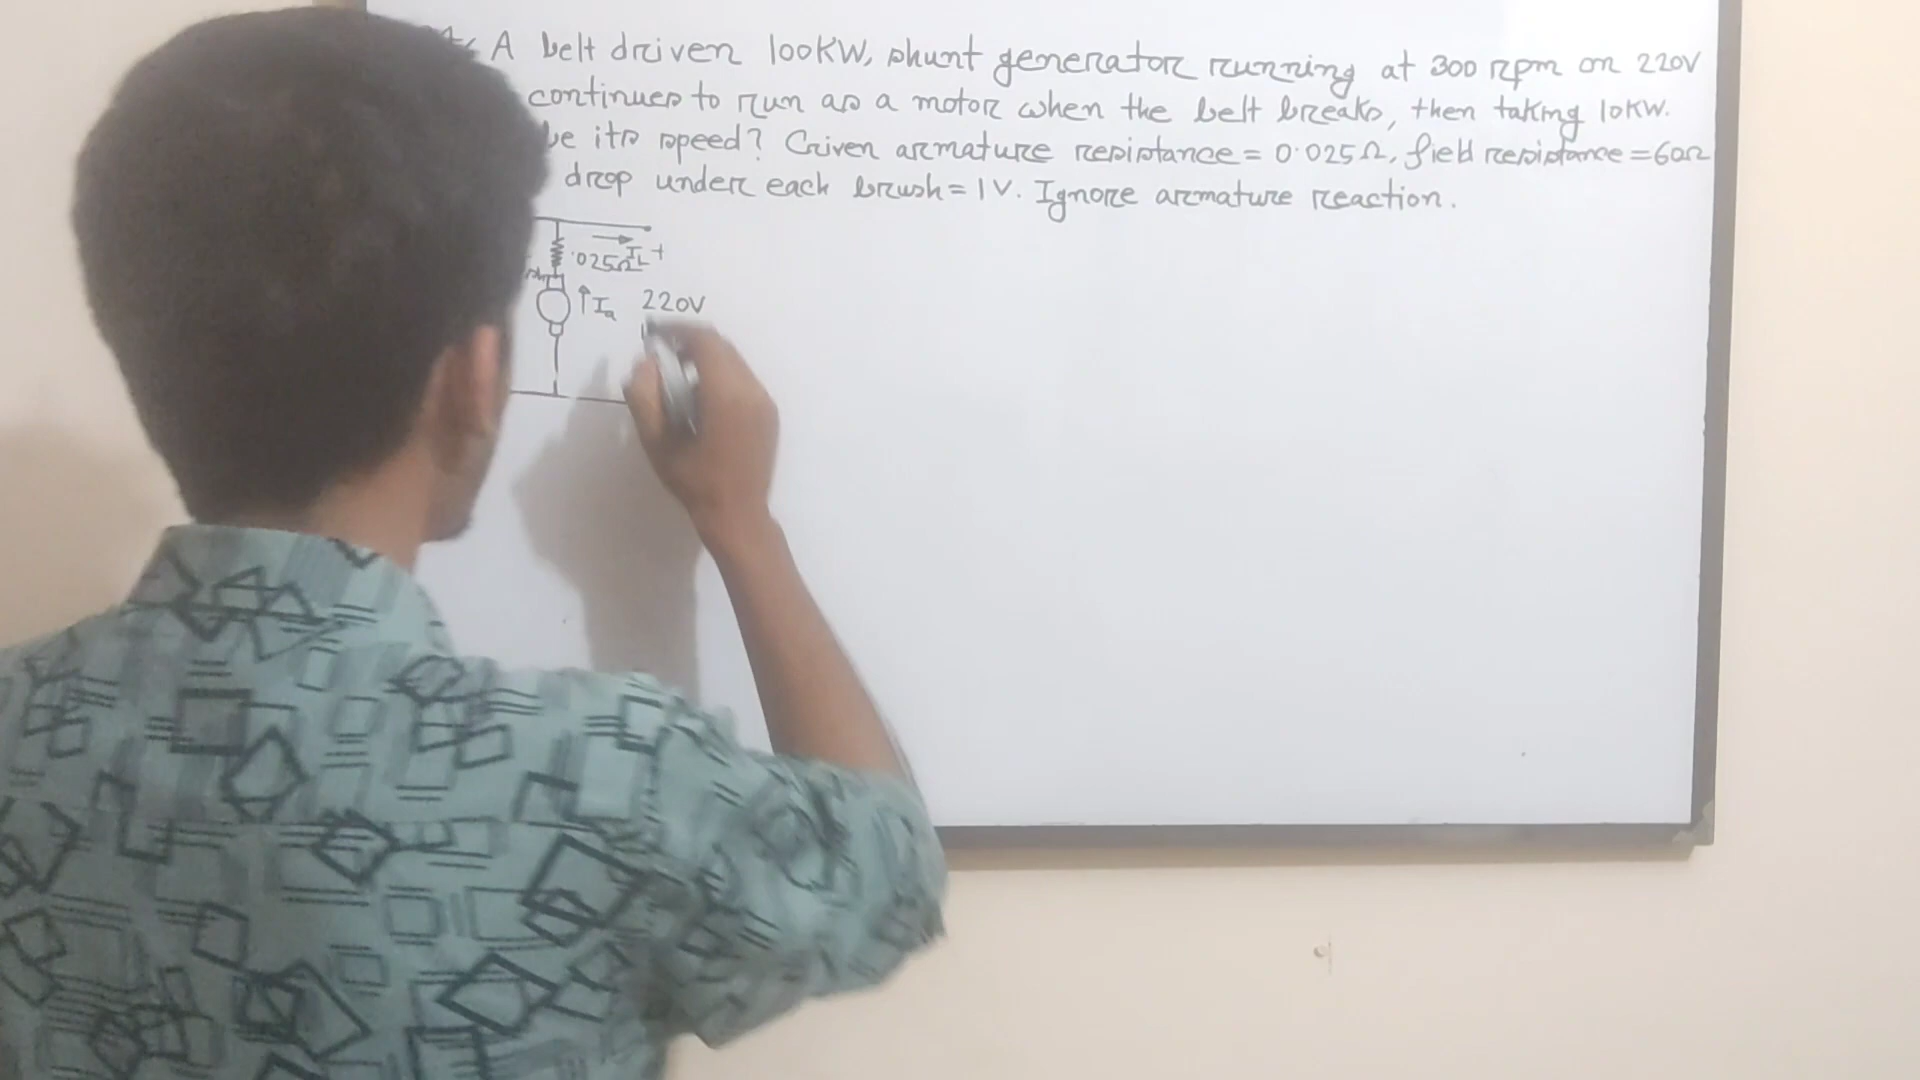 A belt driven 100KW, shunt generator running at 300 rpm on 220V
continues to run as a motor when the belt breaks, then taking 10KW.
be its speed? Given armature resistance = 0.025Ω, field resistance = 60Ω
drop under each brush = 1V. Ignore armature reaction.
IL +
.025Ω
sh
Ia 220V